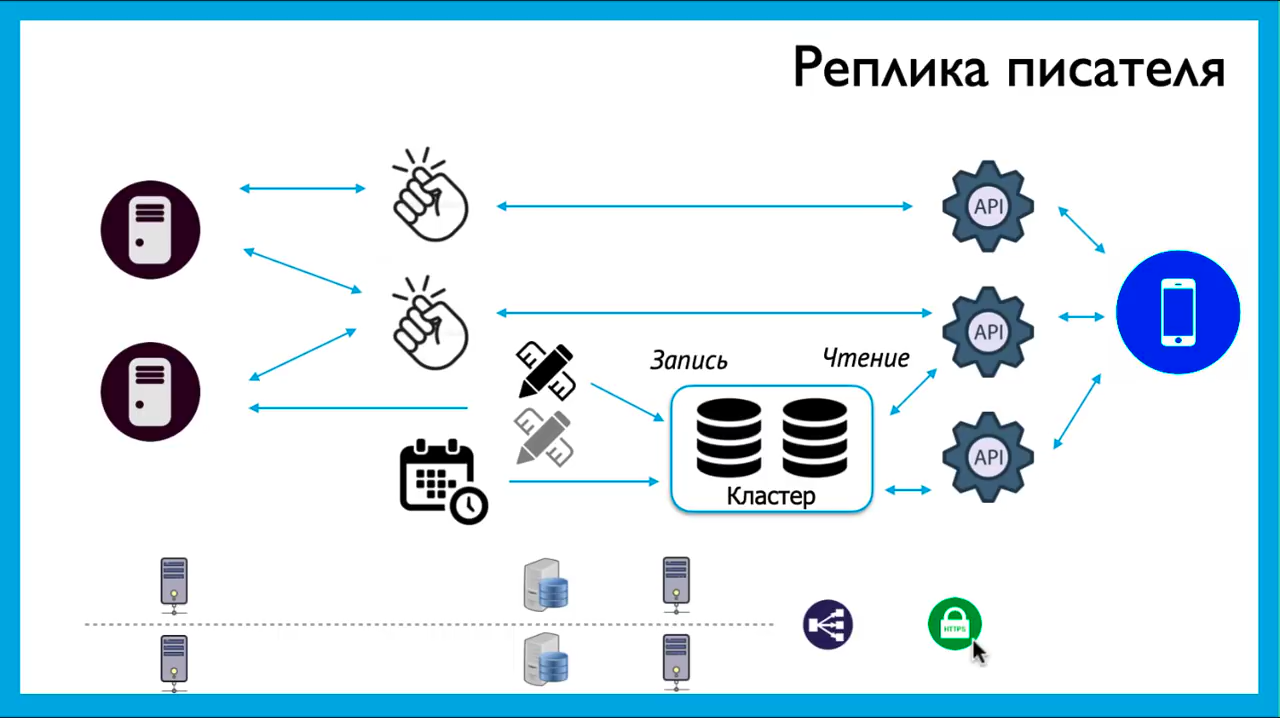 Реплика писателя
API
API
Запись
Чтение
API
Кластер
HTTPS